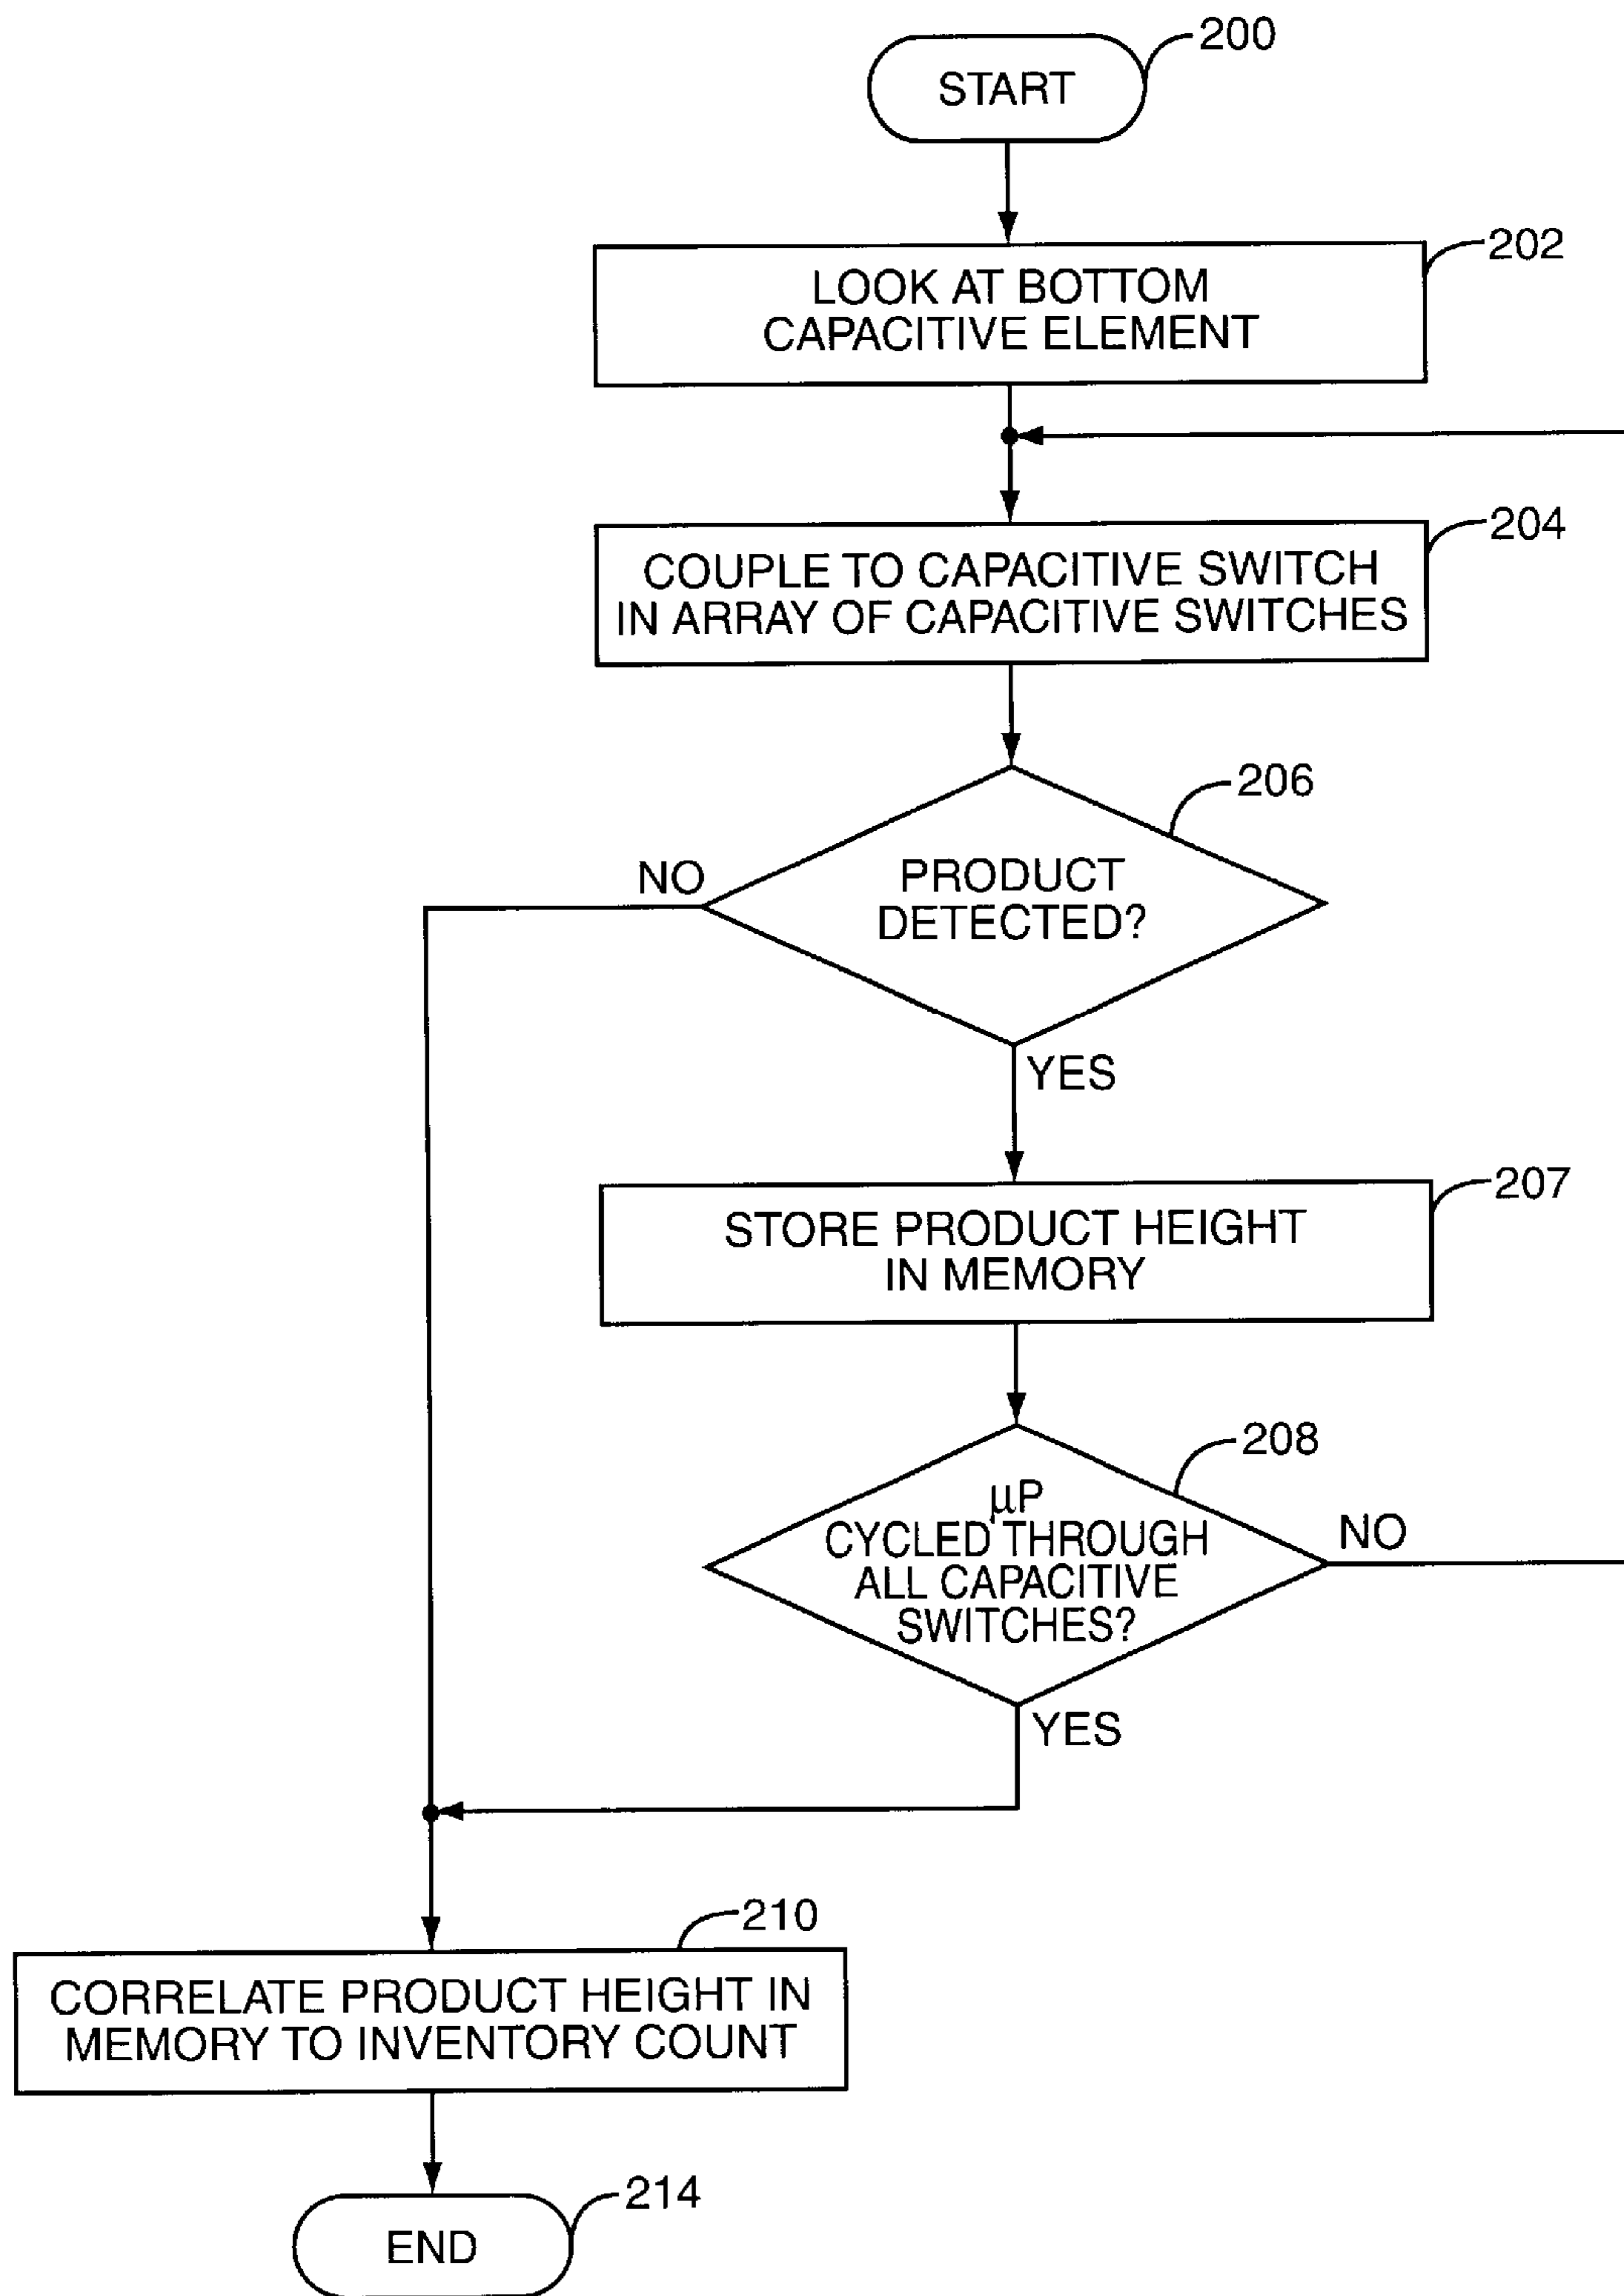 200
START
202
LOOK AT BOTTOM
CAPACITIVE ELEMENT
204
COUPLE TO CAPACITIVE SWITCH
IN ARRAY OF CAPACITIVE SWITCHES
206
NO
PRODUCT
DETECTED?
YES
207
STORE PRODUCT HEIGHT
IN MEMORY
208
µP
CYCLED THROUGH
ALL CAPACITIVE
SWITCHES?
NO
YES
210
CORRELATE PRODUCT HEIGHT IN
MEMORY TO INVENTORY COUNT
214
END